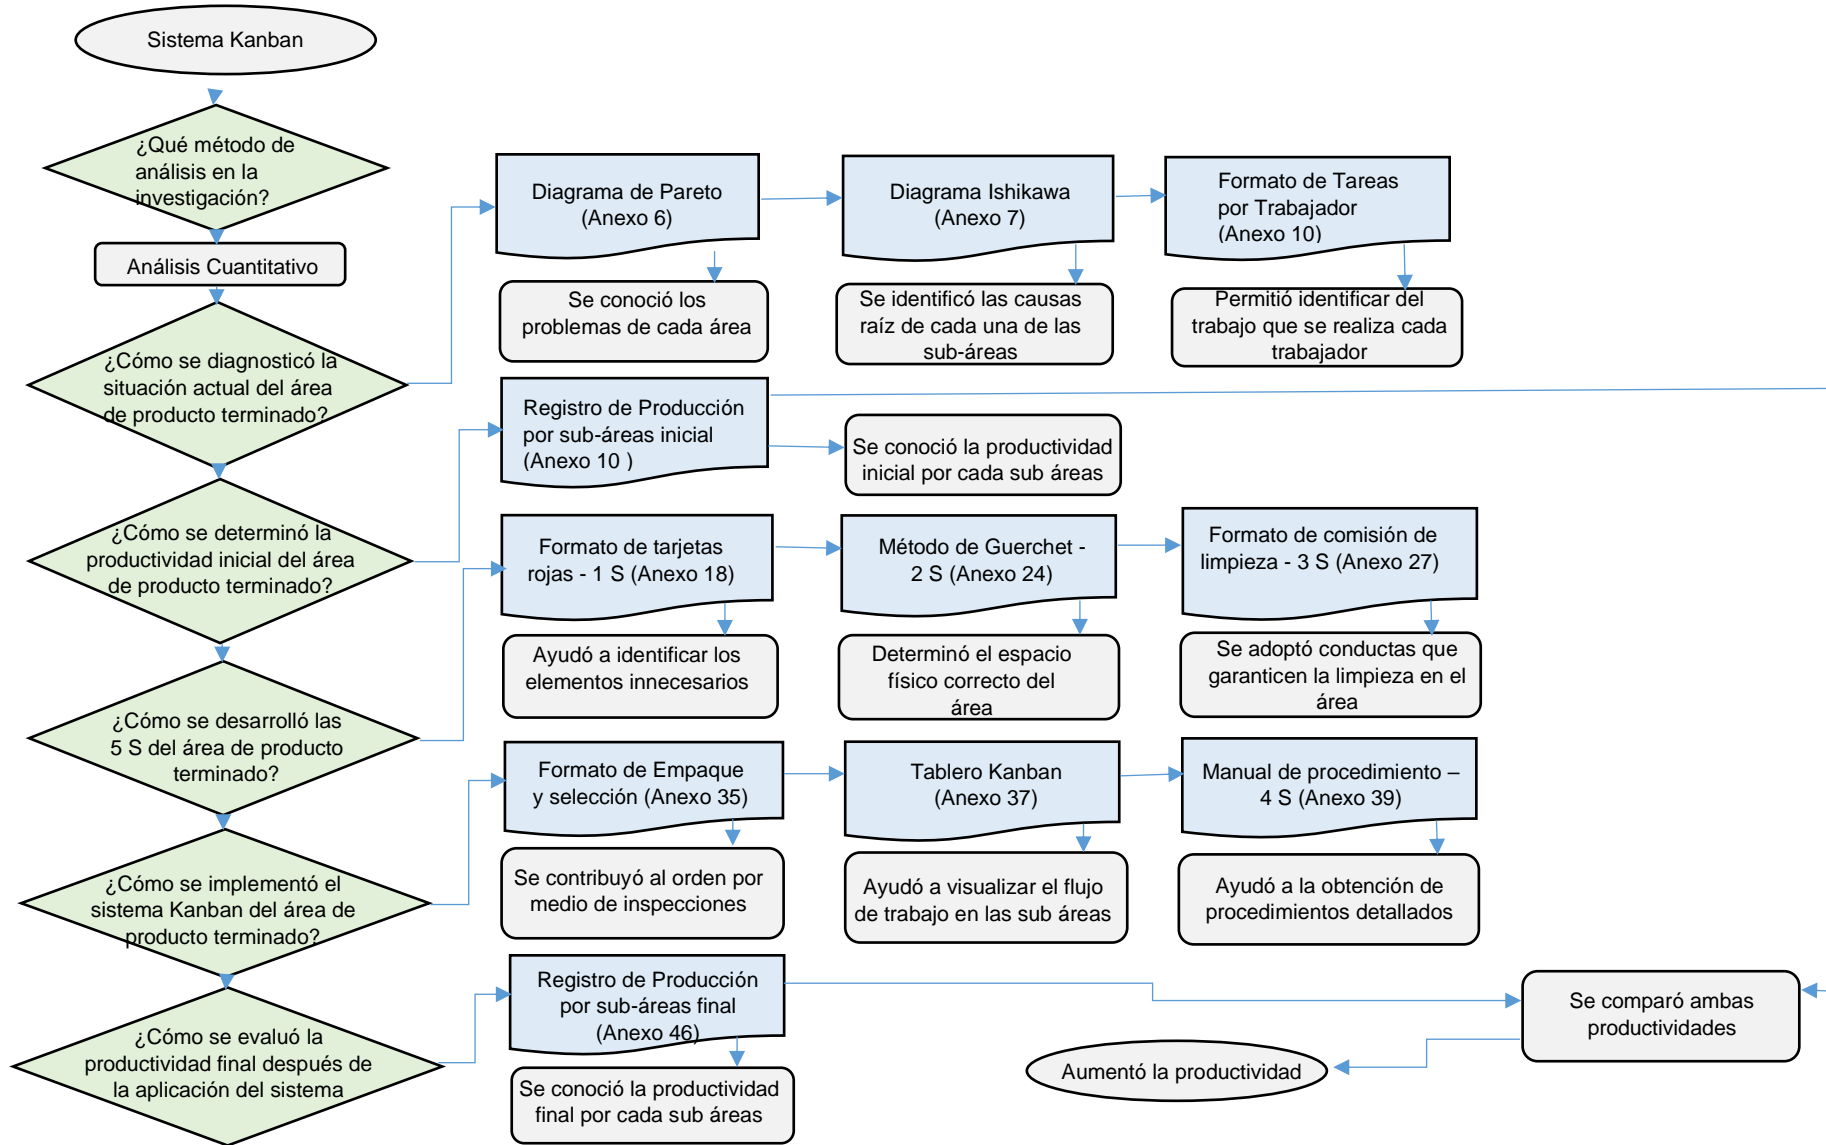 Sistema Kanban
¿Qué método de
análisis en la
investigación?
Análisis Cuantitativo
Diagrama de Pareto
(Anexo 6)
Diagrama Ishikawa
(Anexo 7)
Formato de Tareas
por Trabajador
(Anexo 10)
Se conoció los
problemas de cada área
Se identificó las causas
raíz de cada una de las
sub-áreas
Permitió identificar del
trabajo que se realiza cada
trabajador
¿Cómo se diagnosticó la
situación actual del área
de producto terminado?
Registro de Producción
por sub-áreas inicial
(Anexo 10 )
Se conoció la productividad
inicial por cada sub áreas
¿Cómo se determinó la
productividad inicial del área
de producto terminado?
Formato de tarjetas
rojas - 1 S (Anexo 18)
Método de Guerchet -
2 S (Anexo 24)
Formato de comisión de
limpieza - 3 S (Anexo 27)
Ayudó a identificar los
elementos innecesarios
Determinó el espacio
físico correcto del
área
Se adoptó conductas que
garanticen la limpieza en el
área
¿Cómo se desarrolló las
5 S del área de producto
terminado?
Formato de Empaque
y selección (Anexo 35)
Tablero Kanban
(Anexo 37)
Manual de procedimiento –
4 S (Anexo 39)
Se contribuyó al orden por
medio de inspecciones
Ayudó a visualizar el flujo
de trabajo en las sub áreas
Ayudó a la obtención de
procedimientos detallados
¿Cómo se implementó el
sistema Kanban del área de
producto terminado?
Registro de Producción
por sub-áreas final
(Anexo 46)
Se comparó ambas
productividades
¿Cómo se evaluó la
productividad final después de
la aplicación del sistema
Se conoció la productividad
final por cada sub áreas
Aumentó la productividad